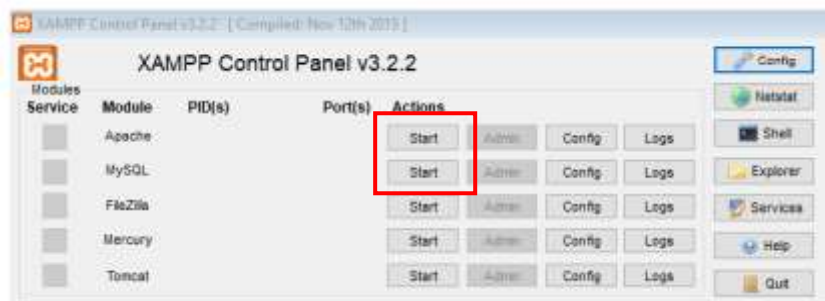 XAMPP Control Panel v3.2.2 [ Compiled: Nov 12th 2015 ]
XAMPP Control Panel v3.2.2
Config
Modules
Service Module PID(s) Port(s) Actions
Netstat
Apache Start Admin Config Logs
Shell
MySQL Start Admin Config Logs
Explorer
FileZilla Start Admin Config Logs
Services
Mercury Start Admin Config Logs
Help
Tomcat Start Admin Config Logs
Quit